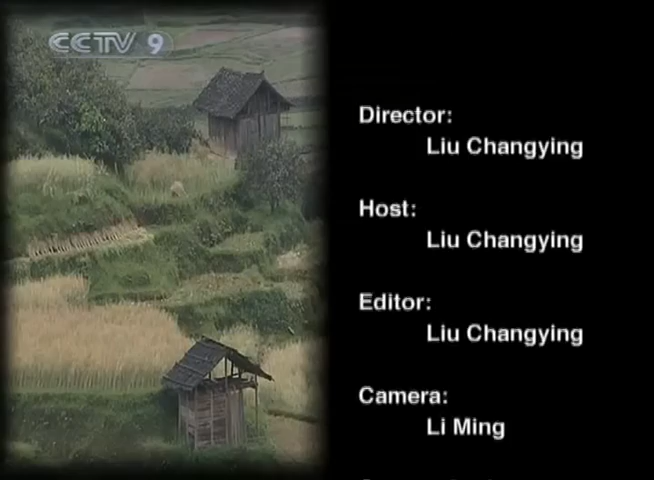 CCTV 9
Director:
Liu Changying
Host:
Liu Changying
Editor:
Liu Changying
Camera:
Li Ming